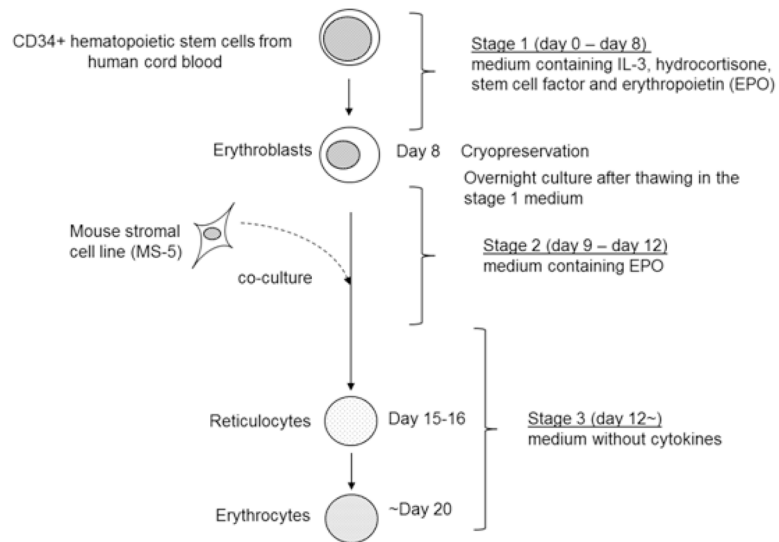 CD34+ hematopoietic stem cells from
human cord blood
Stage 1 (day 0 – day 8)
medium containing IL-3, hydrocortisone,
stem cell factor and erythropoietin (EPO)
Erythroblasts
Day 8
Cryopreservation
Overnight culture after thawing in the
stage 1 medium
Mouse stromal
cell line (MS-5)
co-culture
Stage 2 (day 9 – day 12)
medium containing EPO
Reticulocytes
Day 15-16
Stage 3 (day 12~)
medium without cytokines
Erythrocytes
~Day 20